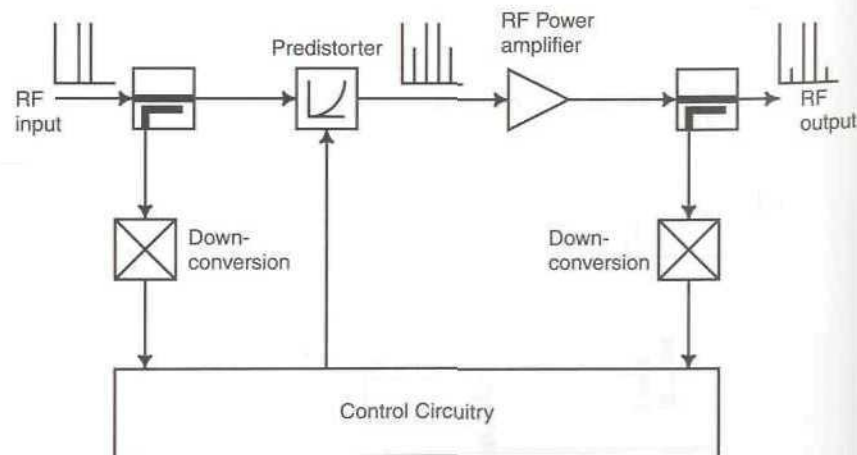 RF Power
amplifier
Predistorter
RF
input
RF
output
Down-
conversion
Down-
conversion
Control Circuitry